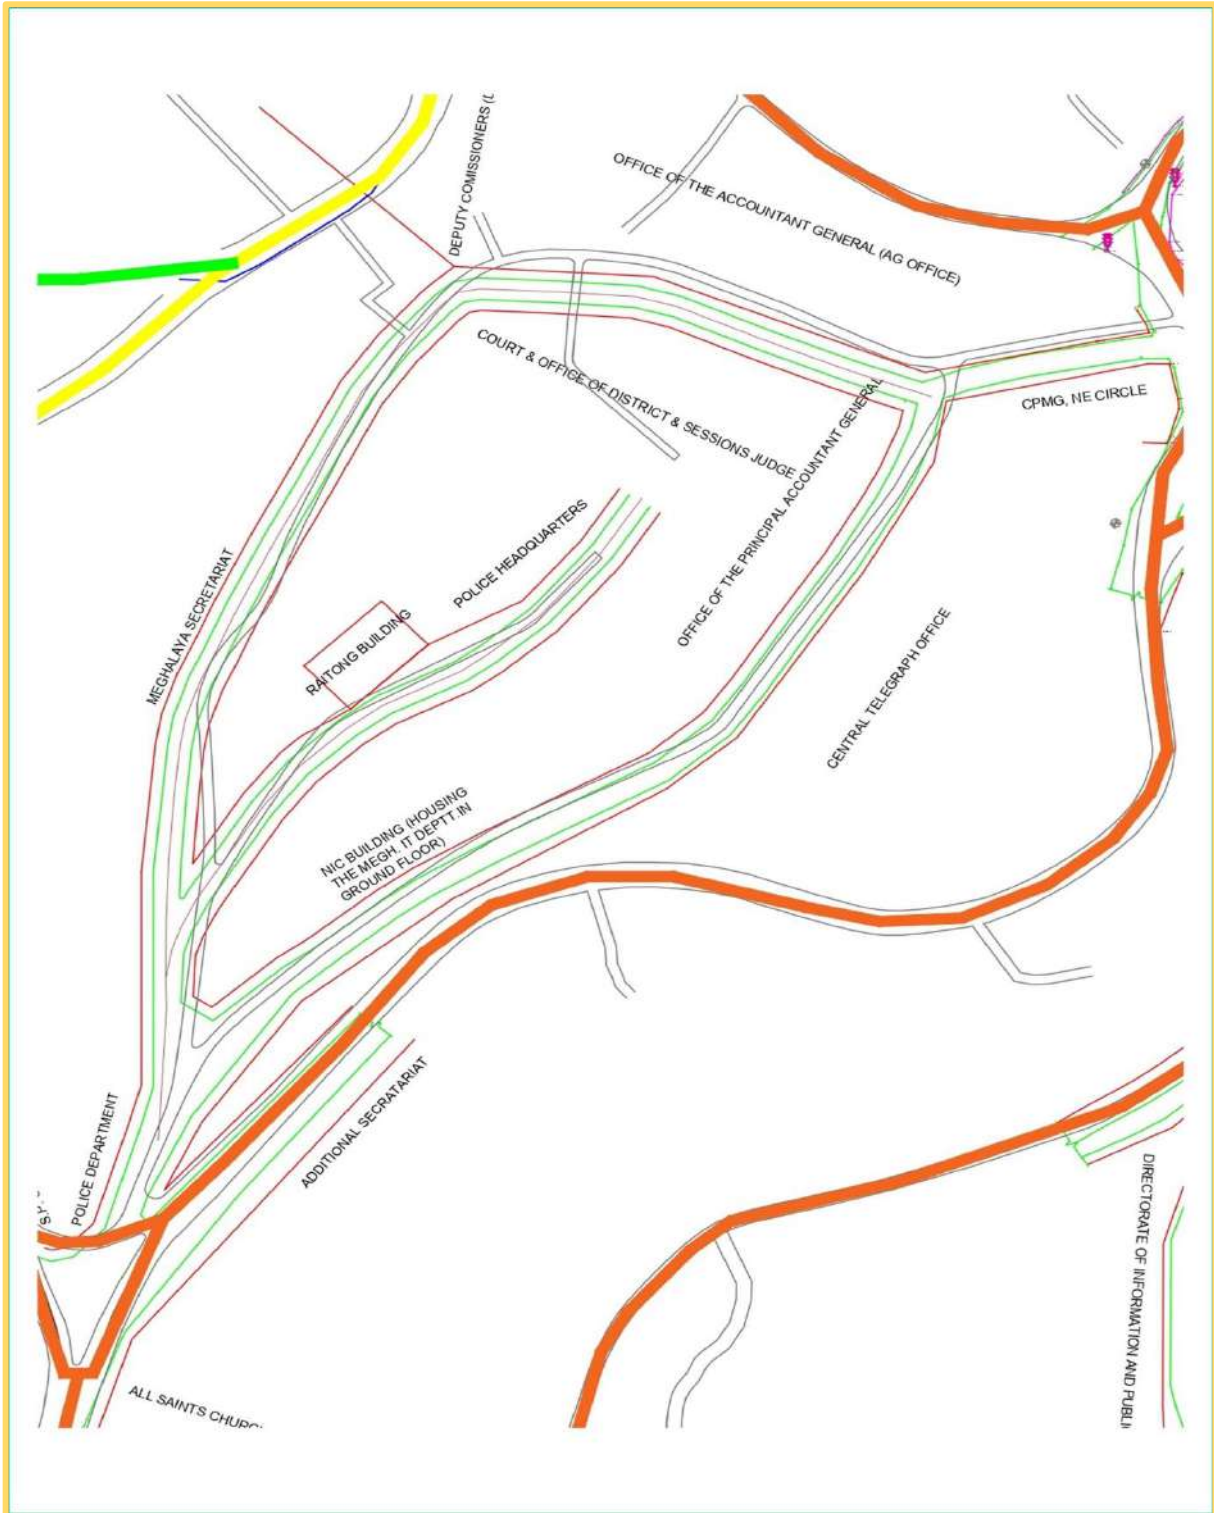 DEPUTY COMISSIONERS (
OFFICE OF THE ACCOUNTANT GENERAL (AG OFFICE)
COURT & OFFICE OF DISTRICT & SESSIONS JUDGE
CPMG, NE CIRCLE
OFFICE OF THE PRINCIPAL ACCOUNTANT GENERAL
POLICE HEADQUARTERS
MEGHALAYA SECRETARIAT
RAITONG BUILDING
CENTRAL TELEGRAPH OFFICE
NIC BUILDING (HOUSING
THE MEGH. IT DEPTT.IN
GROUND FLOOR)
ADDITIONAL SECRATARIAT
POLICE DEPARTMENT
DIRECTORATE OF INFORMATION AND PUBLI
ALL SAINTS CHURC